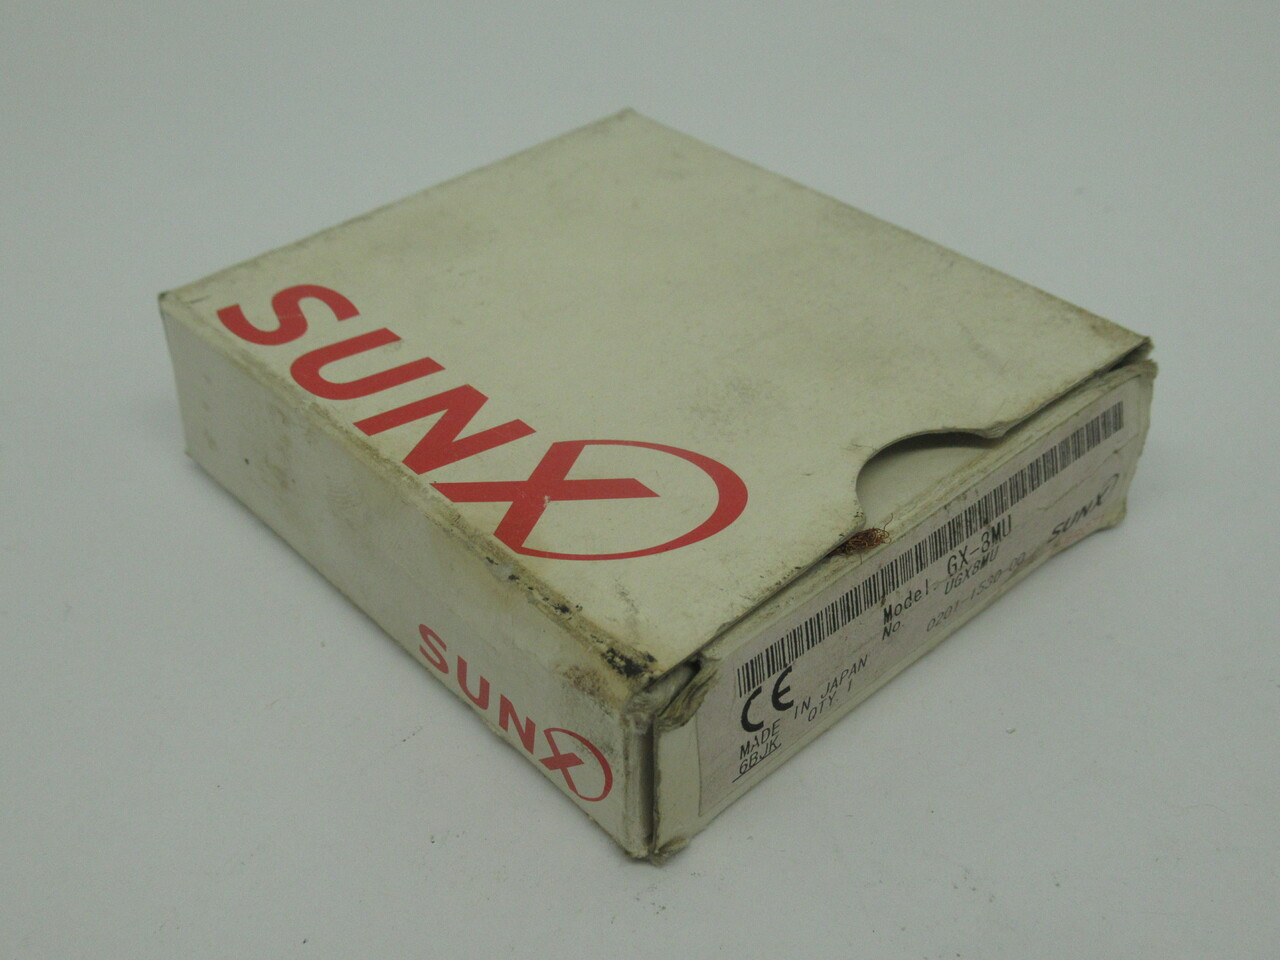 SUNX
SUNX
Model. GX-8MU
UGX8MU
No. 0201-1530-00
SUNX
CE
MADE IN JAPAN
6BJK QTY. 1